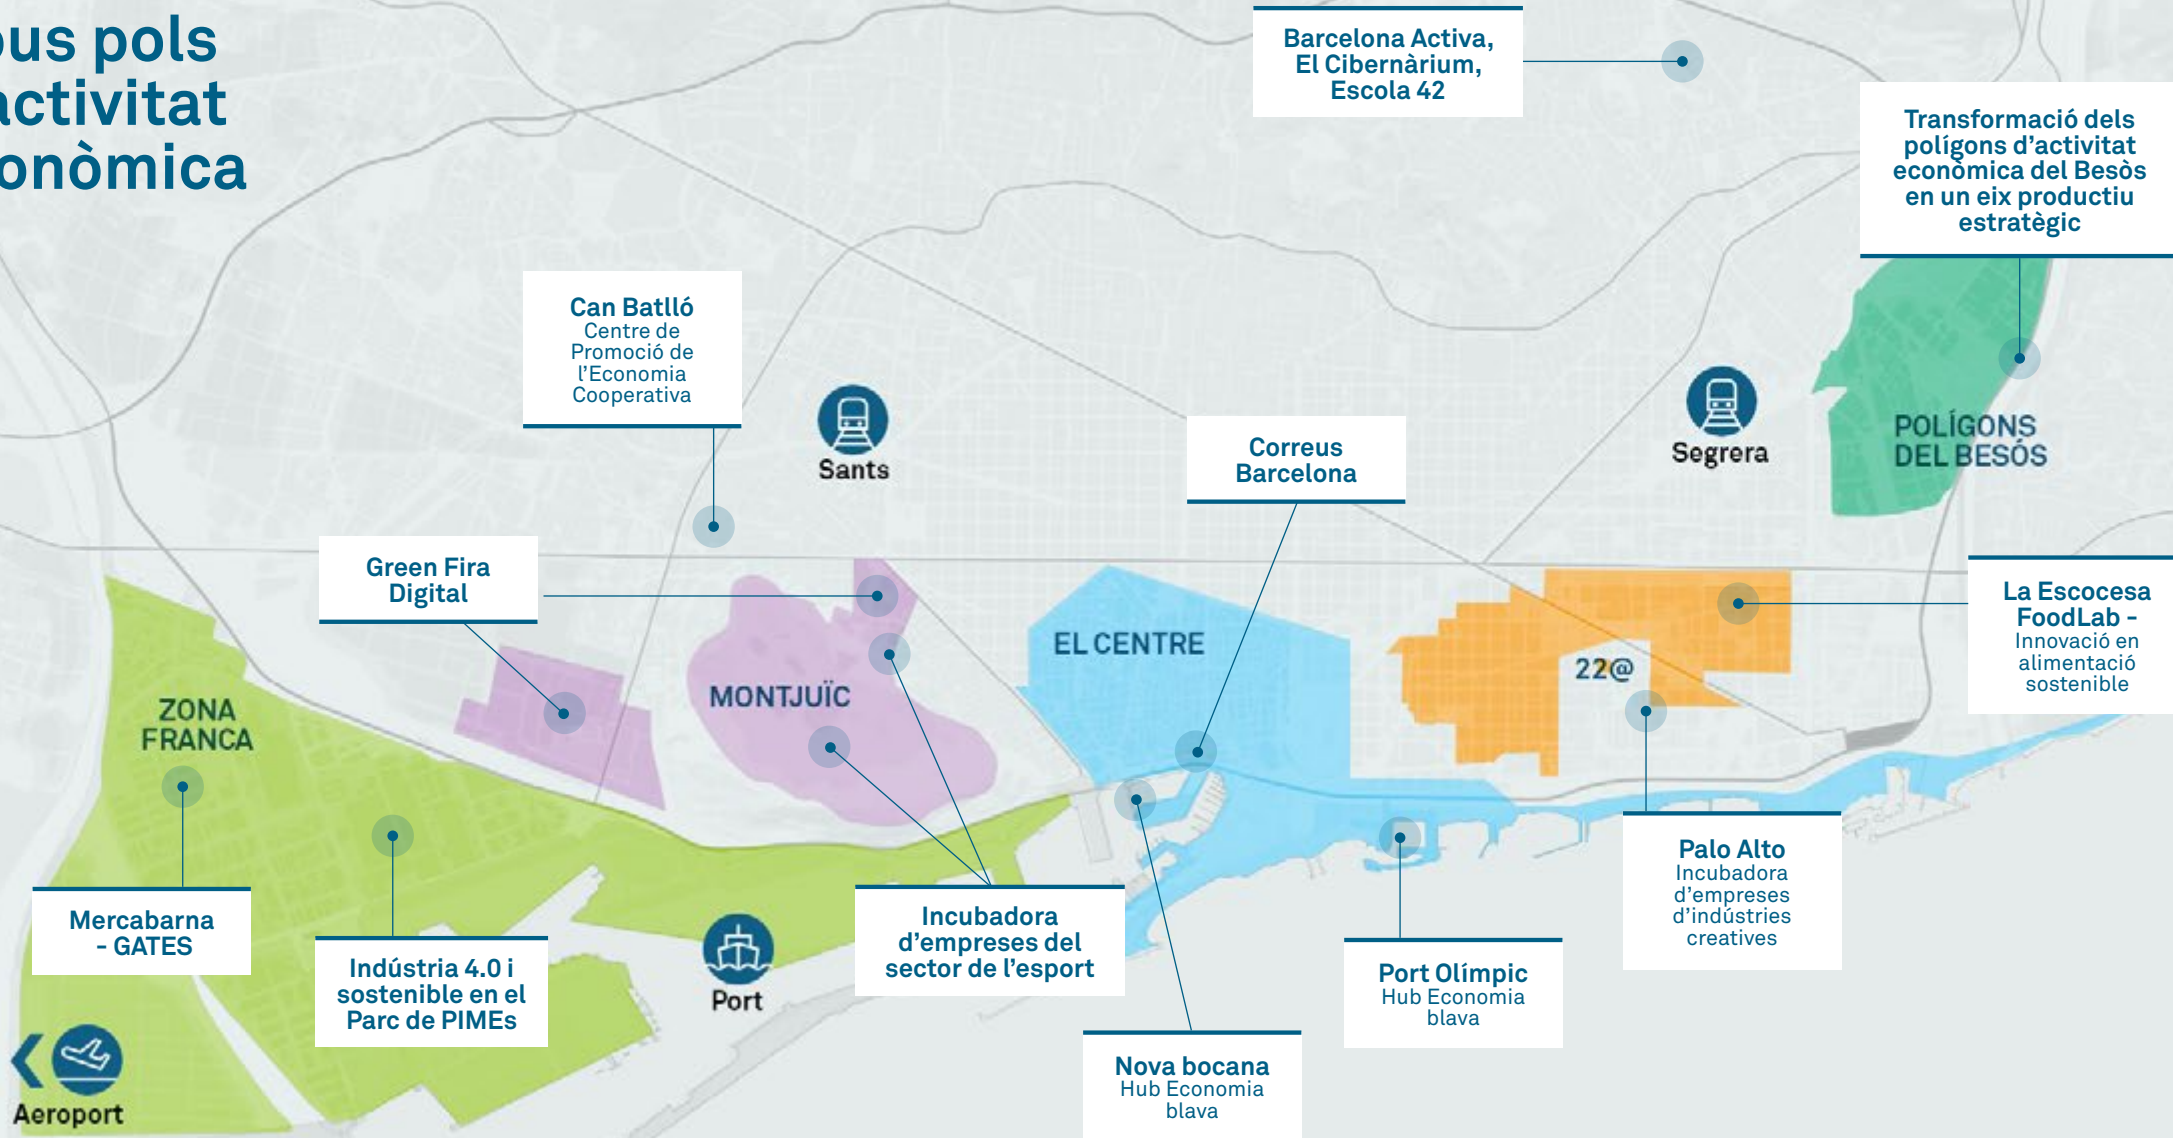 ous pols
activitat
onòmica
Barcelona Activa,
El Cibernàrium,
Escola 42
Transformació dels
polígons d'activitat
econòmica del Besòs
en un eix productiu
estratègic
Can Batlló
Centre de
Promoció de
l'Economia
Cooperativa
Sants
Correus
Barcelona
Segrera
POLÍGONS
DEL BESÓS
Green Fira
Digital
La Escocesa
FoodLab -
Innovació en
alimentació
sostenible
EL CENTRE
22@
MONTJUÏC
ZONA
FRANCA
Mercabarna
- GATES
Indústria 4.0 i
sostenible en el
Parc de PIMEs
Port
Incubadora
d'empreses del
sector de l'esport
Palo Alto
Incubadora
d'empreses
d'indústries
creatives
Port Olímpic
Hub Economia
blava
Nova bocana
Hub Economia
blava
Aeroport